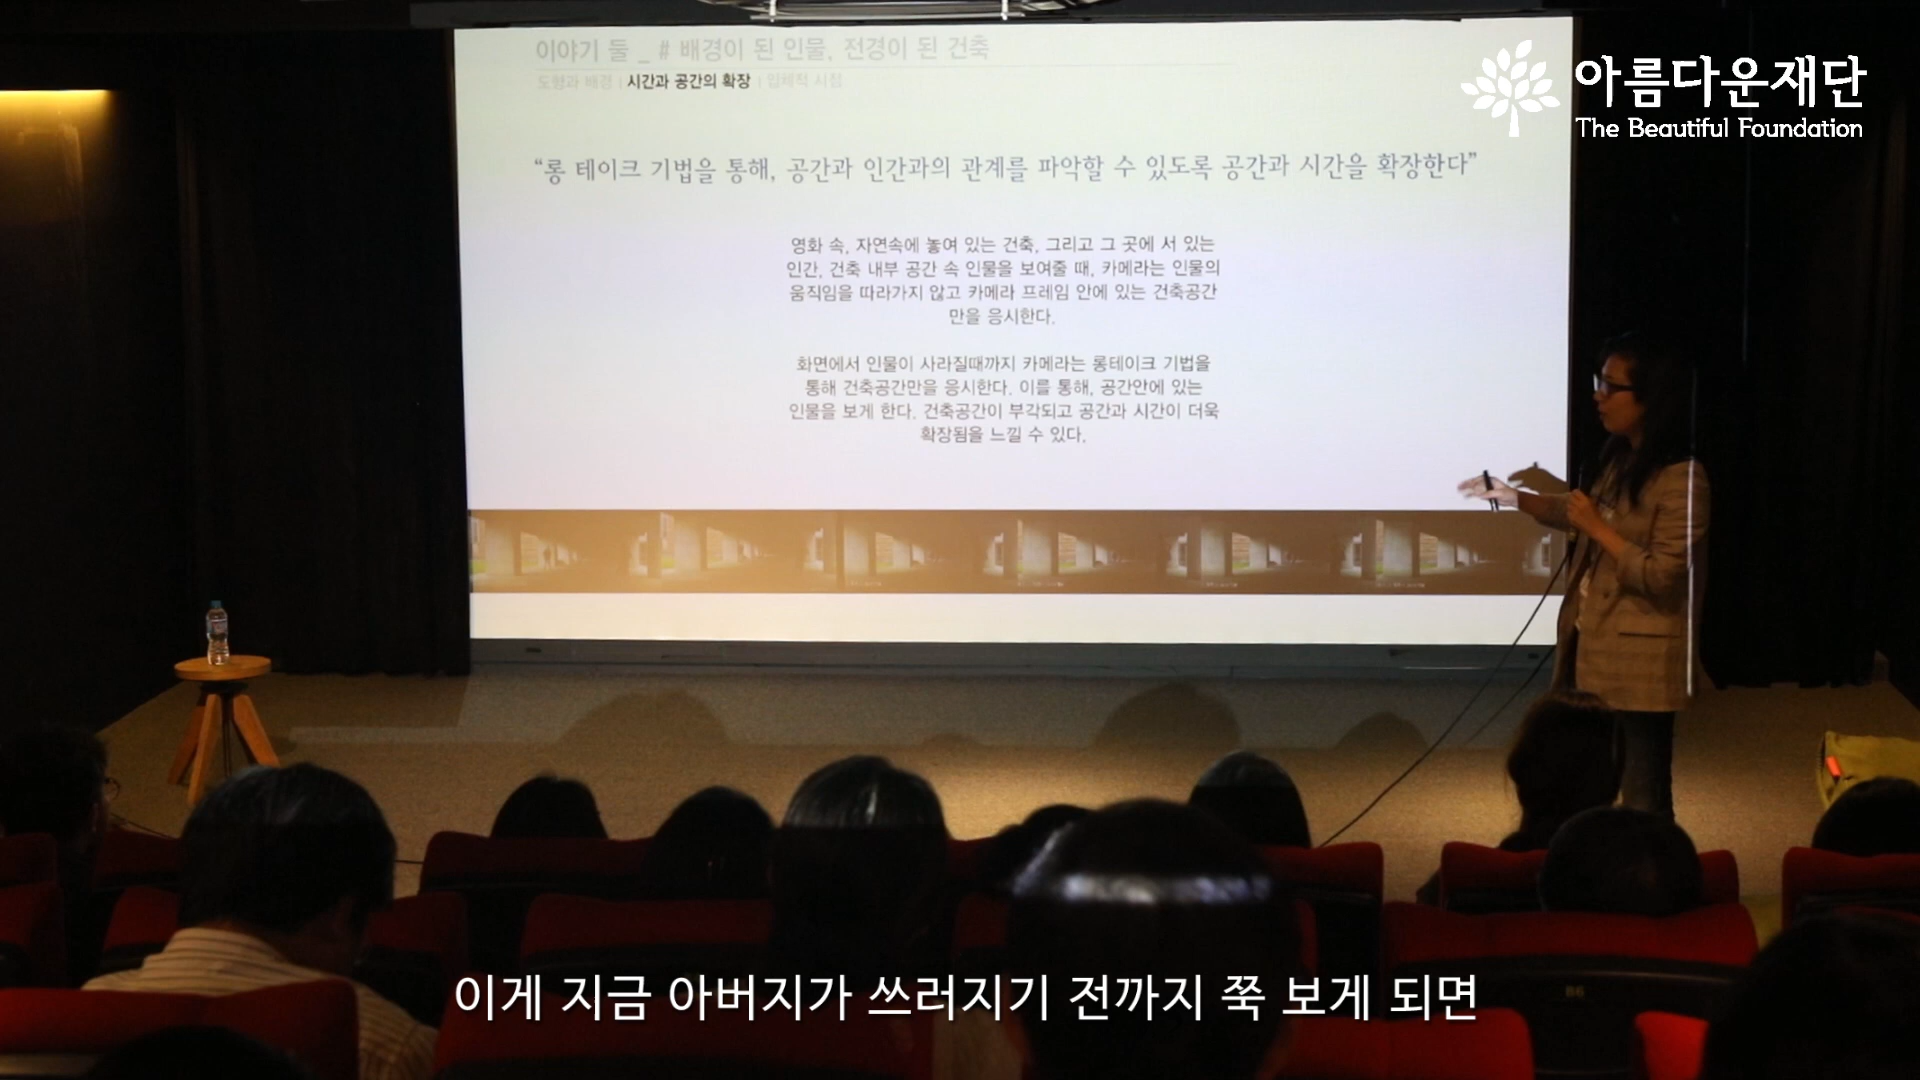 이야기 둘 _ # 배경이 된 인물, 전경이 된 건축
도형과 배경 | 시간과 공간의 확장 | 입체적 시점
아름다운재단
The Beautiful Foundation
“롱 테이크 기법을 통해, 공간과 인간과의 관계를 파악할 수 있도록 공간과 시간을 확장한다”
영화 속, 자연속에 놓여 있는 건축, 그리고 그 곳에 서 있는
인간, 건축 내부 공간 속 인물을 보여줄 때, 카메라는 인물의
움직임을 따라가지 않고 카메라 프레임 안에 있는 건축공간
만을 응시한다.
화면에서 인물이 사라질때까지 카메라는 롱테이크 기법을
통해 건축공간만을 응시한다. 이를 통해, 공간안에 있는
인물을 보게 한다. 건축공간이 부각되고 공간과 시간이 더욱
확장됨을 느낄 수 있다.
이게 지금 아버지가 쓰러지기 전까지 쭉 보게 되면
B6